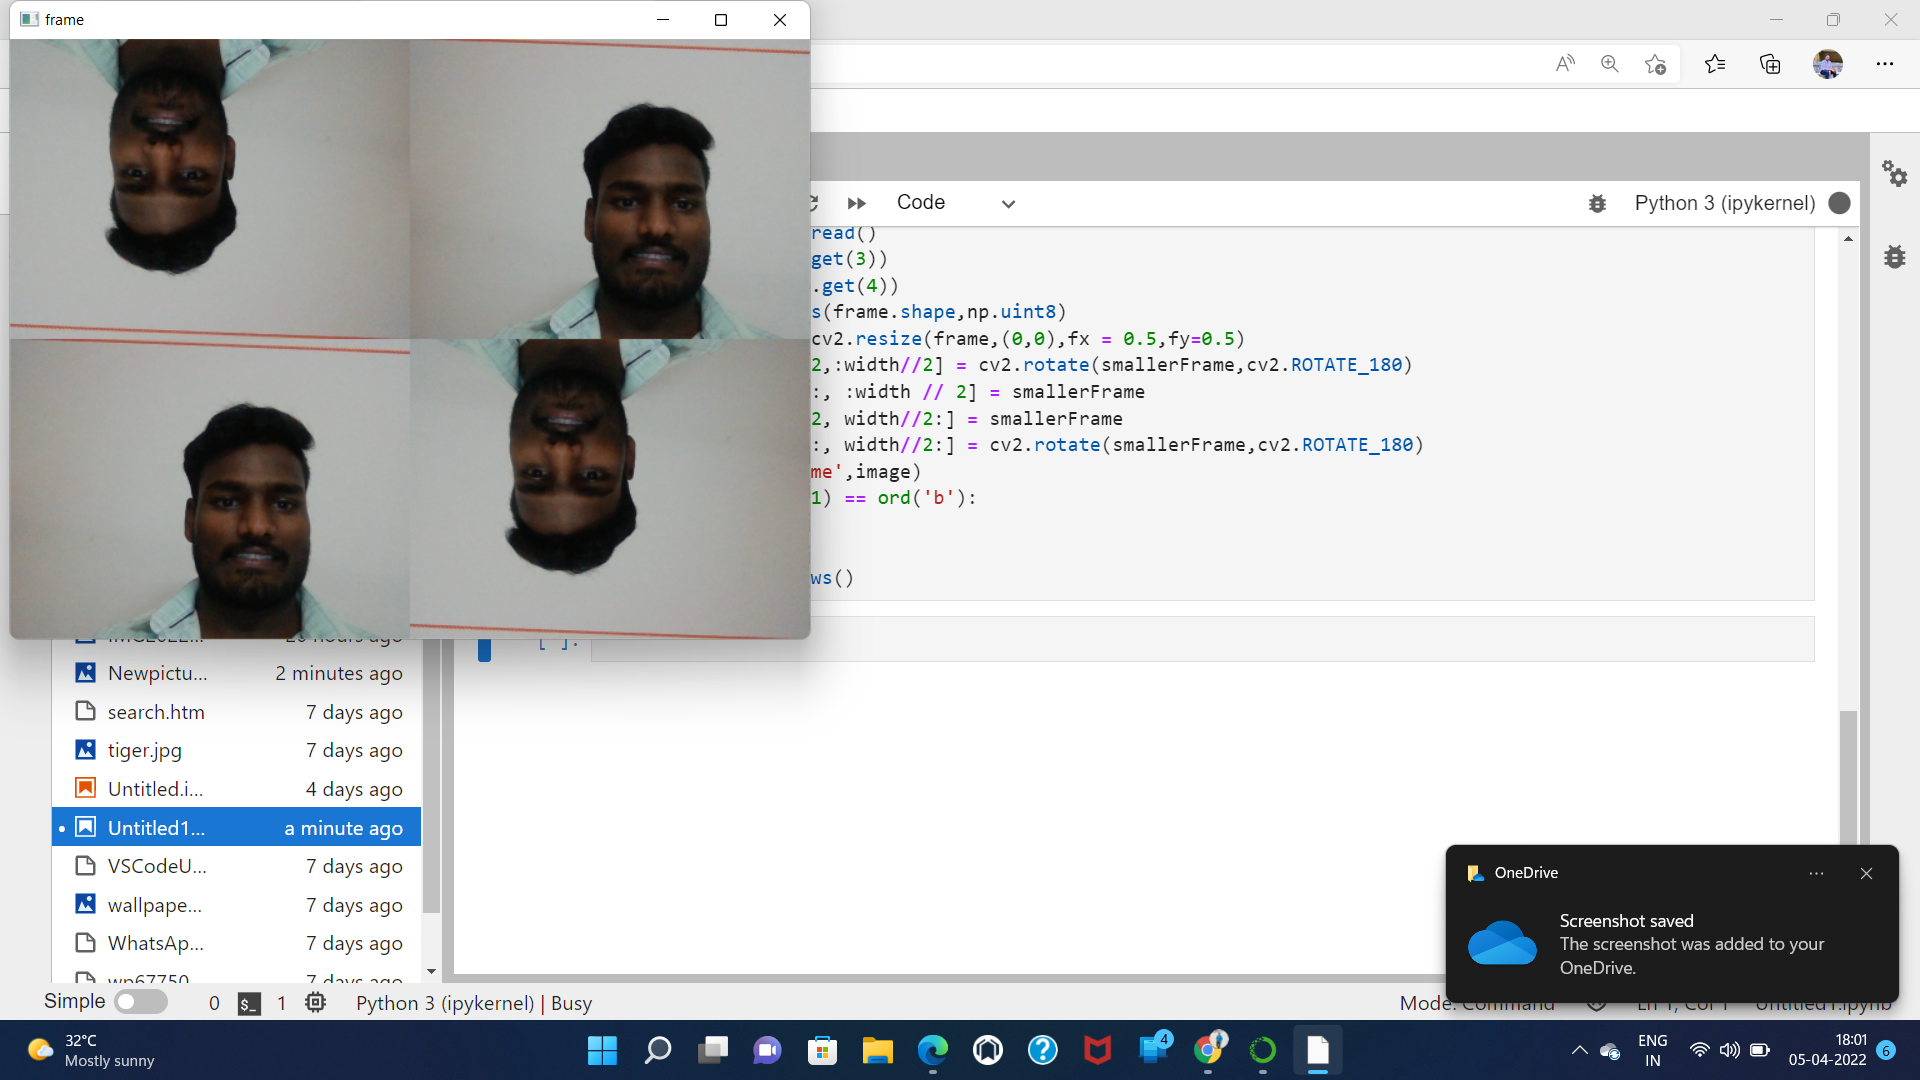 frame
Code
Python 3 (ipykernel)
read()
get(3))
.get(4))
s(frame.shape,np.uint8)
cv2.resize(frame,(0,0),fx = 0.5,fy=0.5)
2,:width//2] = cv2.rotate(smallerFrame,cv2.ROTATE_180)
:, :width // 2] = smallerFrame
2, width//2:] = smallerFrame
:, width//2:] = cv2.rotate(smallerFrame,cv2.ROTATE_180)
me',image)
1) == ord('b'):
ws()
[ ]:
Newpictu... 2 minutes ago
search.htm 7 days ago
tiger.jpg 7 days ago
Untitled.i... 4 days ago
Untitled1... a minute ago
VSCodeU... 7 days ago
wallpape... 7 days ago
WhatsAp... 7 days ago
wp67750 7 days ago
OneDrive
Screenshot saved
The screenshot was added to your
OneDrive.
Simple 0 $_ 1 Python 3 (ipykernel) | Busy Mode: Command Ln 1, Col 1 Untitled1.ipynb
32°C
Mostly sunny
4
ENG
IN
18:01
05-04-2022
6